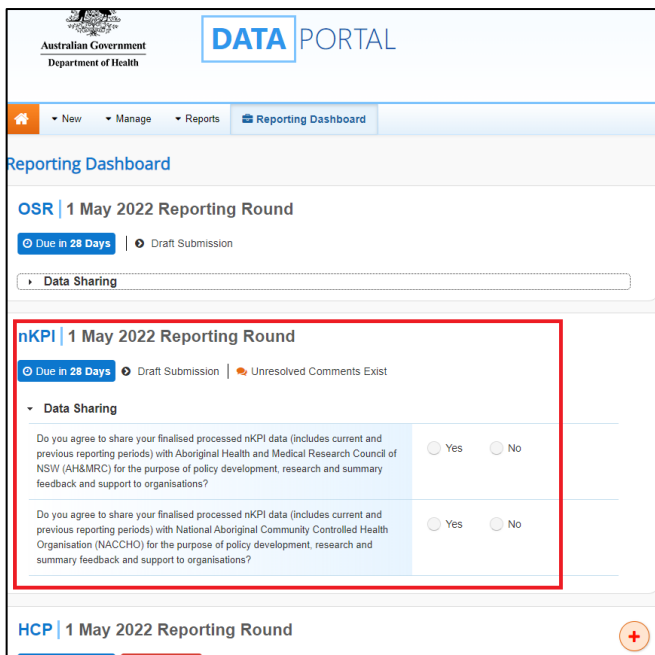 Australian Government
Department of Health
DATA PORTAL
New
Manage
Reports
Reporting Dashboard
Reporting Dashboard
OSR | 1 May 2022 Reporting Round
Due in 28 Days | Draft Submission
Data Sharing
nKPI | 1 May 2022 Reporting Round
Due in 28 Days Draft Submission | Unresolved Comments Exist
Data Sharing
Do you agree to share your finalised processed nKPI data (includes current and
previous reporting periods) with Aboriginal Health and Medical Research Council of
NSW (AH&MRC) for the purpose of policy development, research and summary
feedback and support to organisations?
Yes No
Do you agree to share your finalised processed nKPI data (includes current and
previous reporting periods) with National Aboriginal Community Controlled Health
Organisation (NACCHO) for the purpose of policy development, research and
summary feedback and support to organisations?
Yes No
HCP | 1 May 2022 Reporting Round